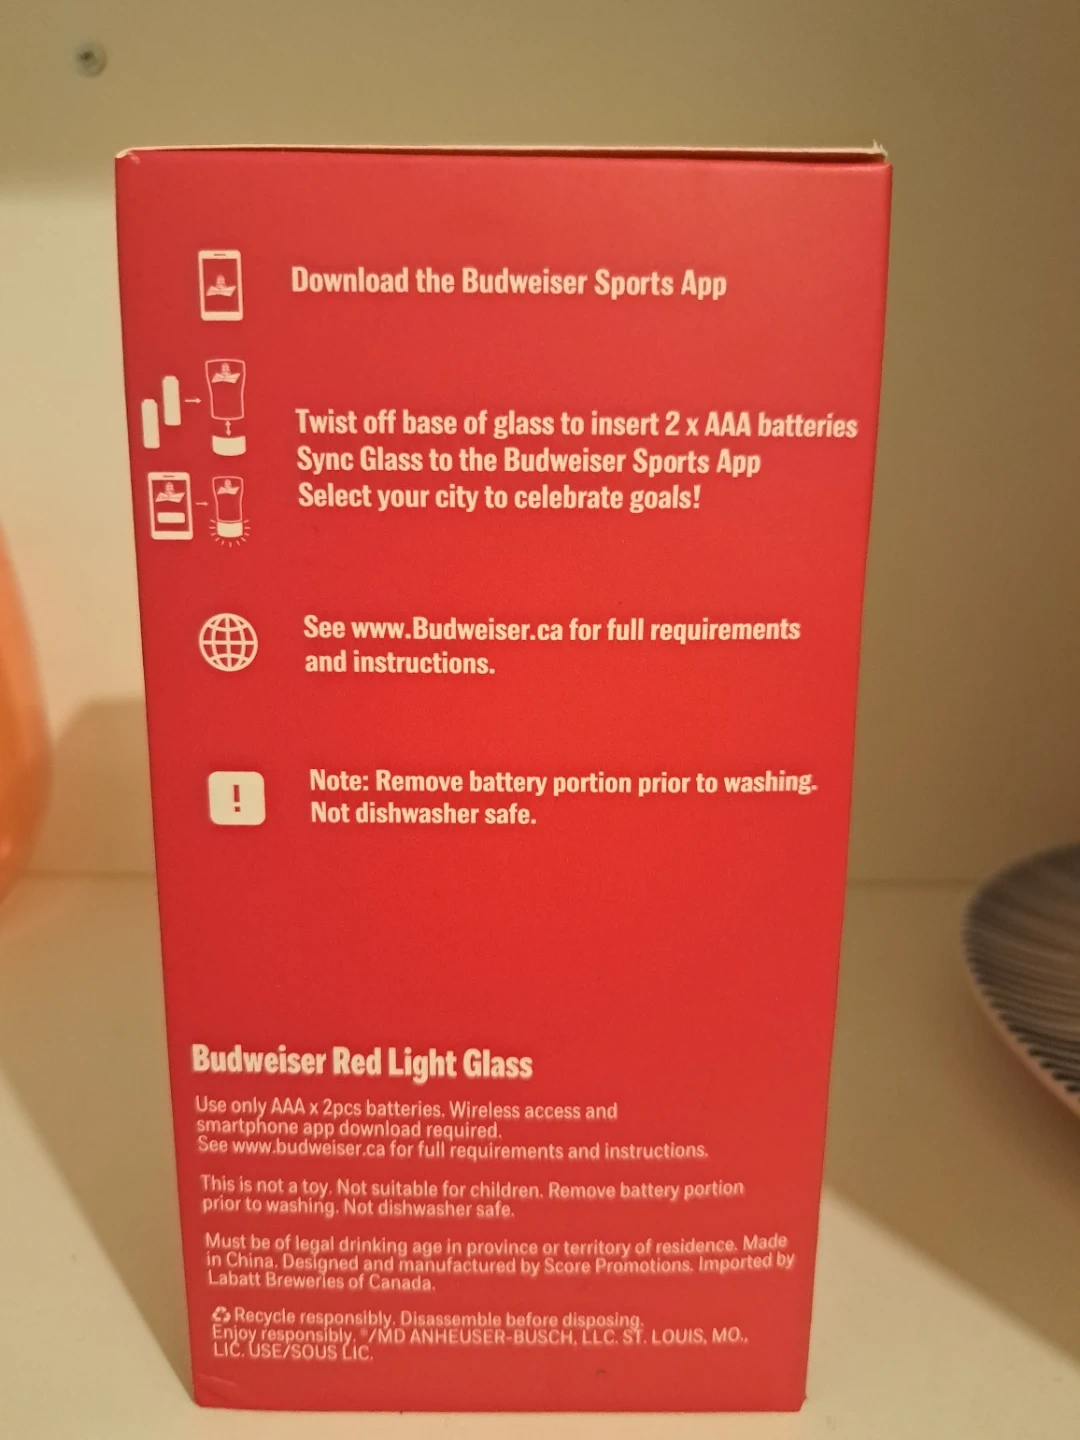 Download the Budweiser Sports App
Twist off base of glass to insert 2 x AAA batteries
Sync Glass to the Budweiser Sports App
Select your city to celebrate goals!
See www.Budweiser.ca for full requirements
and instructions.
!
Note: Remove battery portion prior to washing.
Not dishwasher safe.
Budweiser Red Light Glass
Use only AAA x 2pcs batteries. Wireless access and
smartphone app download required.
See www.budweiser.ca for full requirements and instructions.
This is not a toy. Not suitable for children. Remove battery portion
prior to washing. Not dishwasher safe.
Must be of legal drinking age in province or territory of residence. Made
in China. Designed and manufactured by Score Promotions. Imported by
Labatt Breweries of Canada.
Recycle responsibly. Disassemble before disposing.
Enjoy responsibly. ®/MD ANHEUSER-BUSCH, LLC. ST. LOUIS, MO.,
LIC. USE/SOUS LIC.